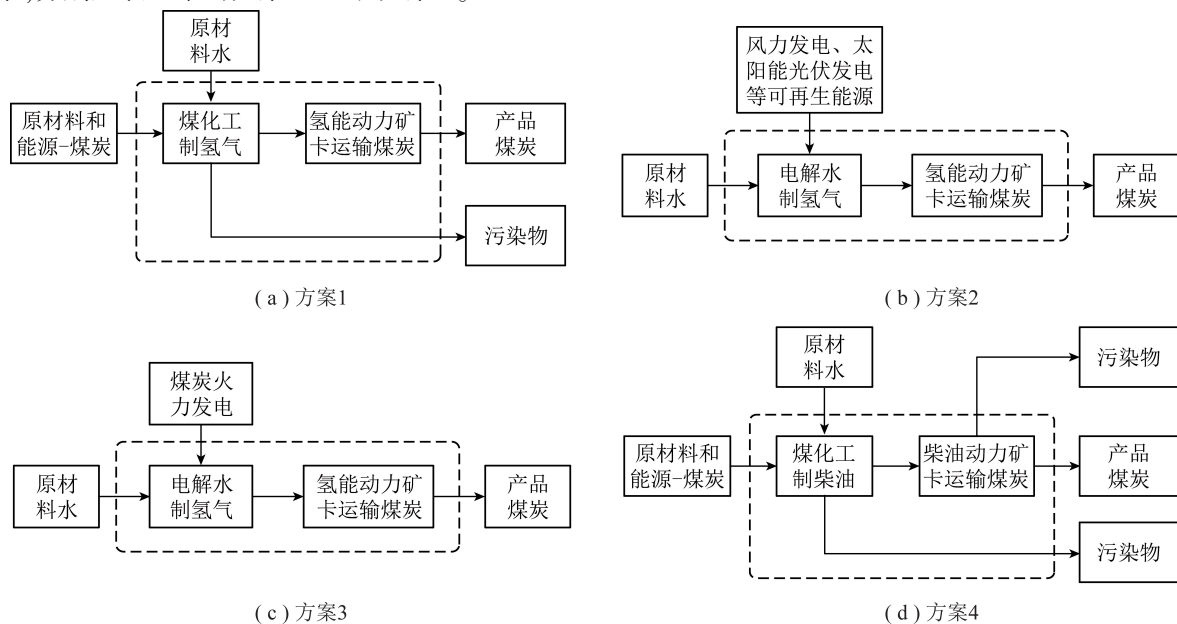 原材
料水
原材料和
能源-煤炭
煤化工
制氢气
氢能动力矿
卡运输煤炭
产品
煤炭
污染物
(a)方案1
风力发电、太
阳能光伏发电
等可再生能源
原材
料水
电解水
制氢气
氢能动力矿
卡运输煤炭
产品
煤炭
(b)方案2
煤炭火
力发电
原材
料水
电解水
制氢气
氢能动力矿
卡运输煤炭
产品
煤炭
(c)方案3
原材
料水
污染物
原材料和
能源-煤炭
煤化工
制柴油
柴油动力矿
卡运输煤炭
产品
煤炭
污染物
(d)方案4